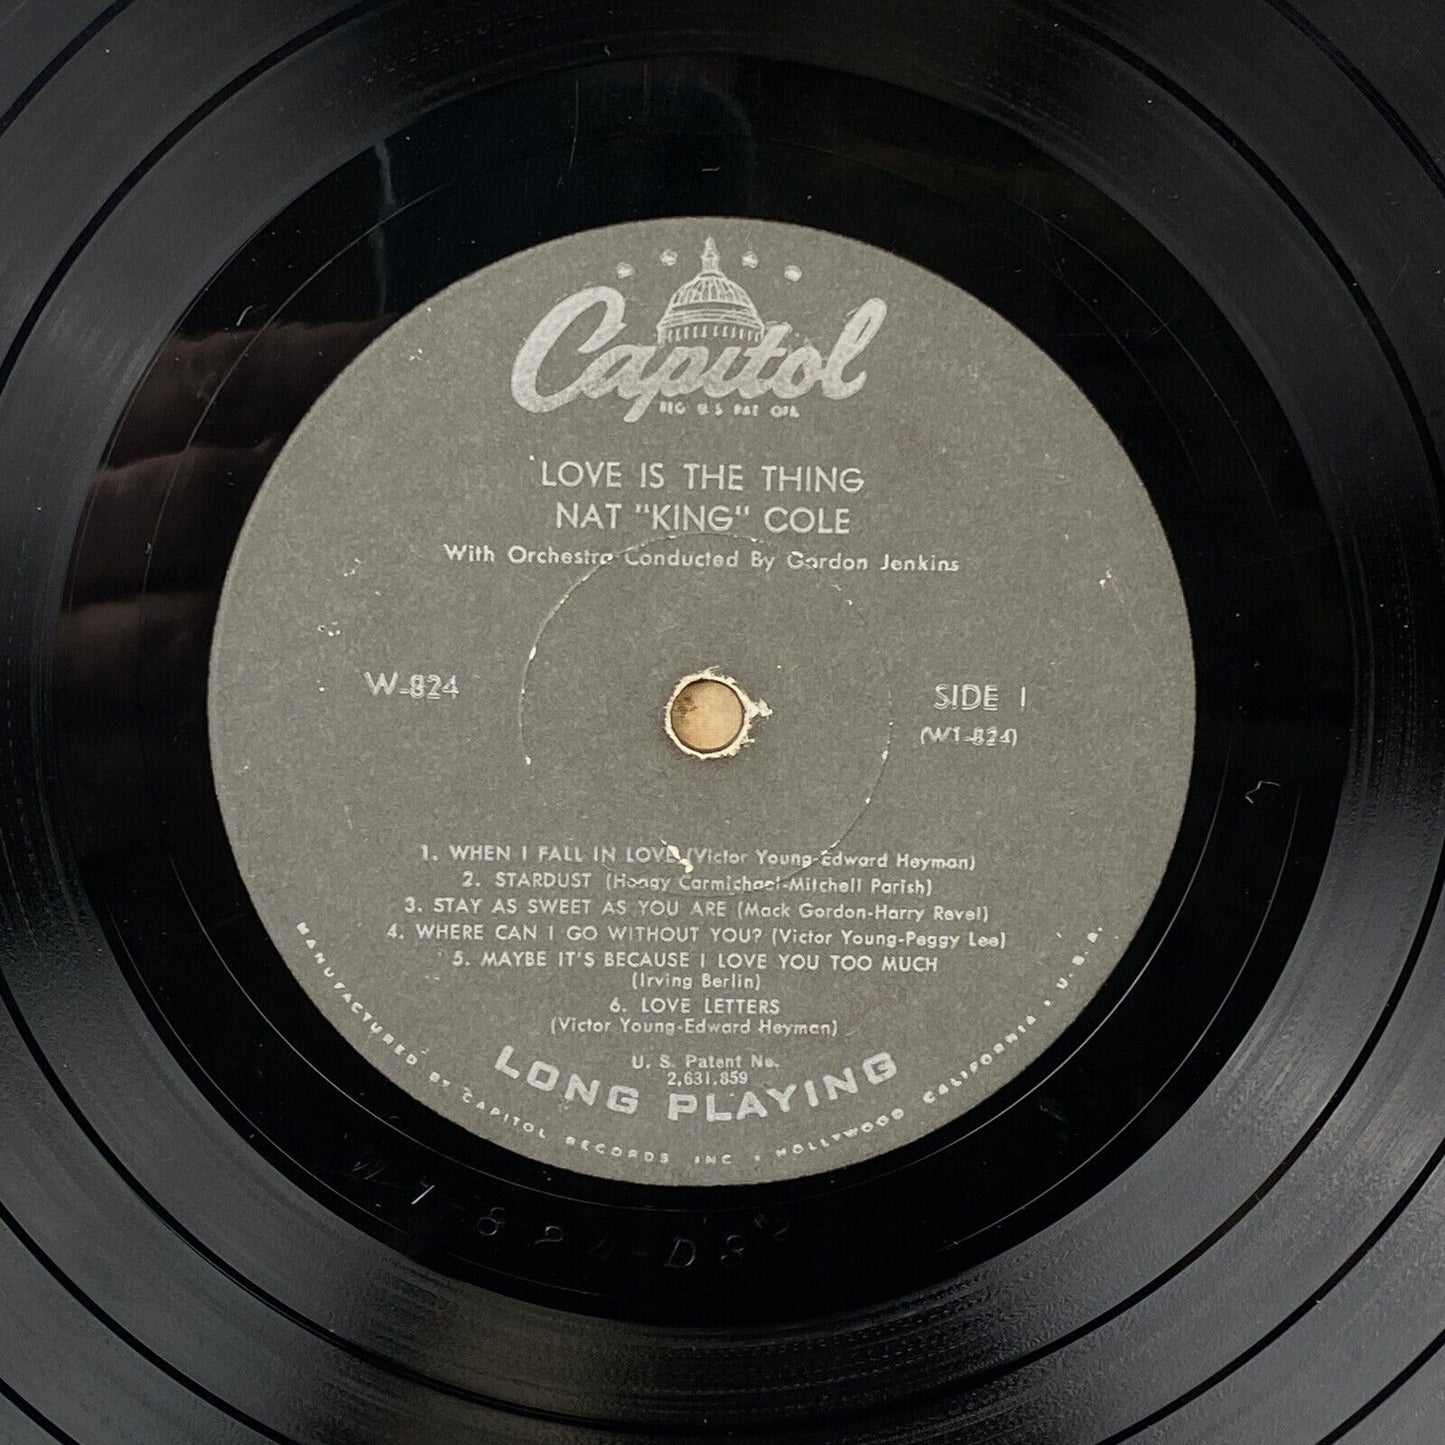 Capitol
REG U.S PAT OFF.
LOVE IS THE THING
NAT "KING" COLE
With Orchestra Conducted By Gordon Jenkins
W-824
SIDE 1
(W1-824)
1. WHEN I FALL IN LOVE (Victor Young-Edward Heyman)
2. STARDUST (Hoagy Carmichael-Mitchell Parish)
3. STAY AS SWEET AS YOU ARE (Mack Gordon-Harry Revel)
4. WHERE CAN I GO WITHOUT YOU? (Victor Young-Peggy Lee)
5. MAYBE IT'S BECAUSE I LOVE YOU TOO MUCH
(Irving Berlin)
6. LOVE LETTERS
(Victor Young-Edward Heyman)
U. S. Patent No.
2,631,859
LONG PLAYING
MANUFACTURED BY CAPITOL RECORDS INC • HOLLYWOOD CALIFORNIA • U.S.A.
W-1-824-D8